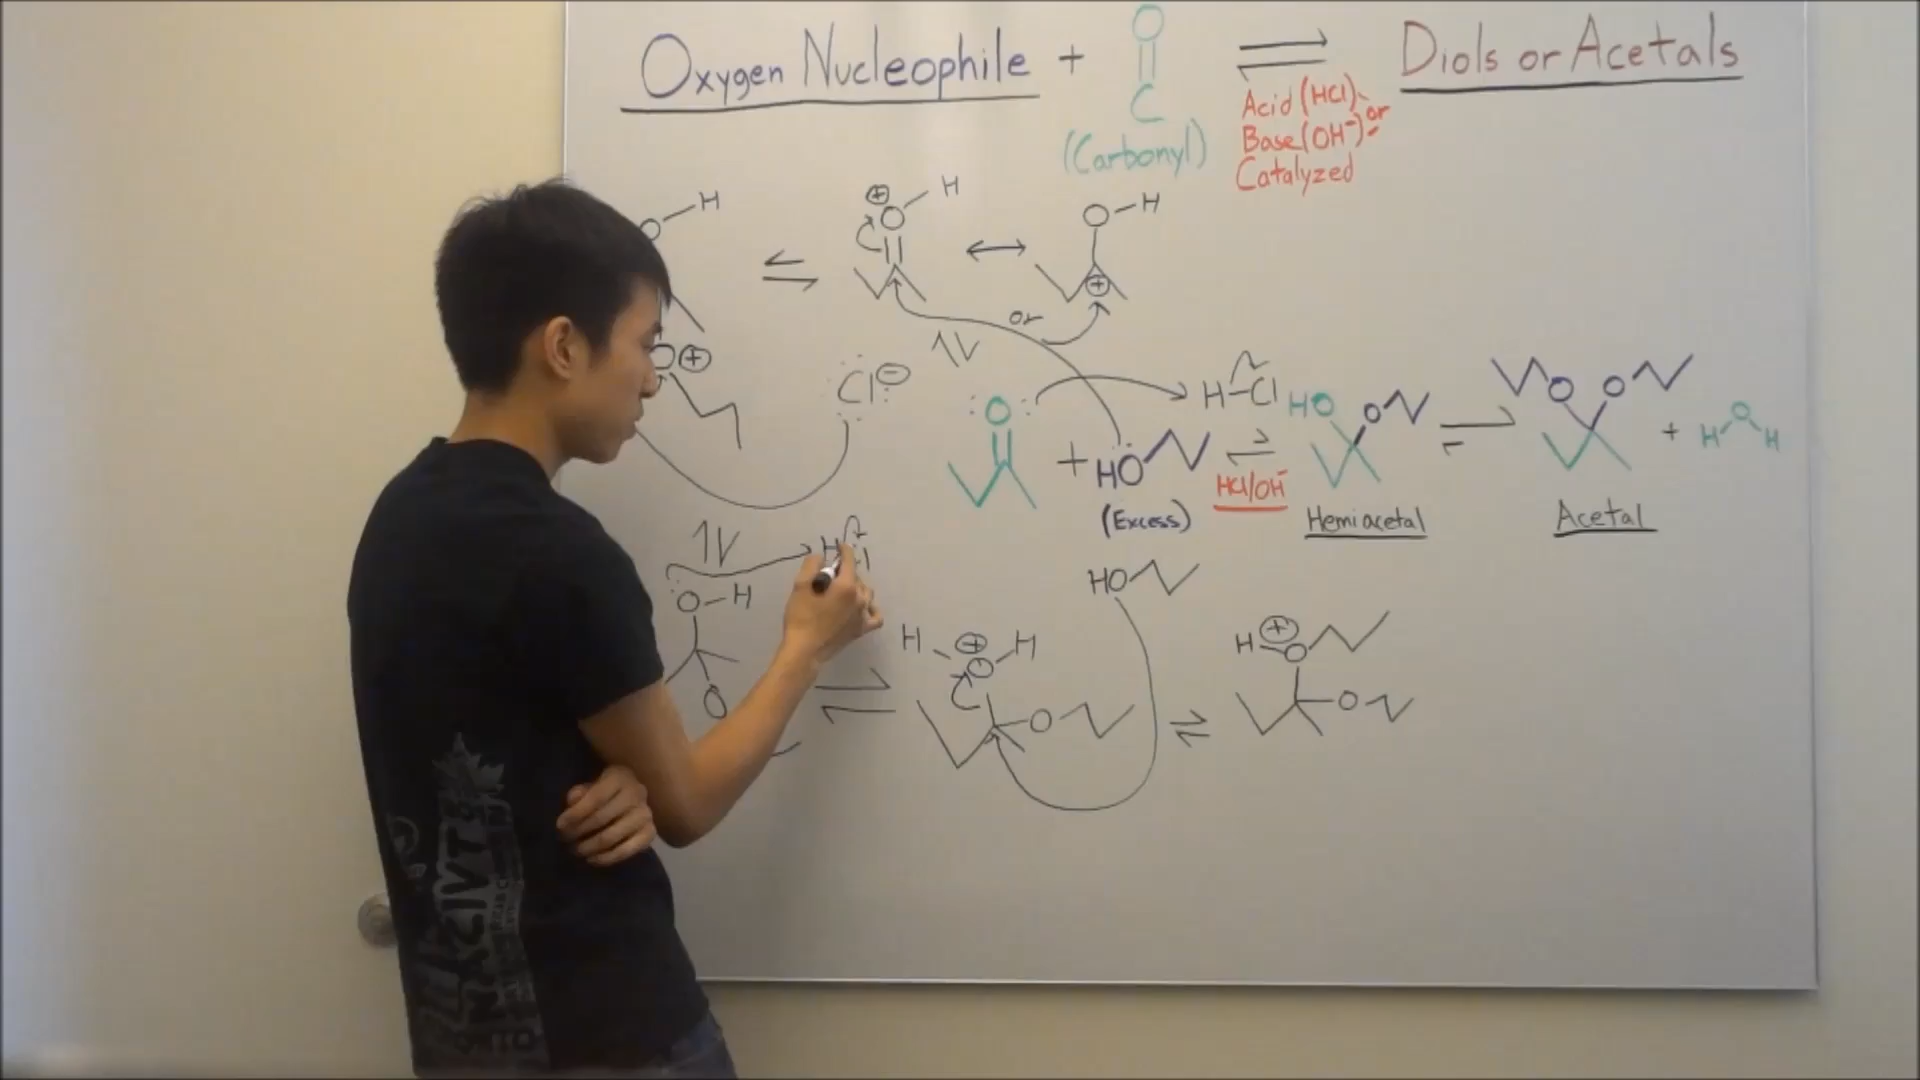 Oxygen Nucleophile + O
C
(Carbonyl)
Acid (HCl) or
Base (OH⁻)
Catalyzed
Diols or Acetals
O-H
⊕
O H
O-H
⊕
or
O ⊕
:Cl:⊖
:O: + HO
(Excess)
H-Cl
HCl/OH⁻
HO O
Hemiacetal
O O
Acetal
+ H O H
H Cl
O-H
O
H ⊕ H
O
O
HO
H ⊕
O
O